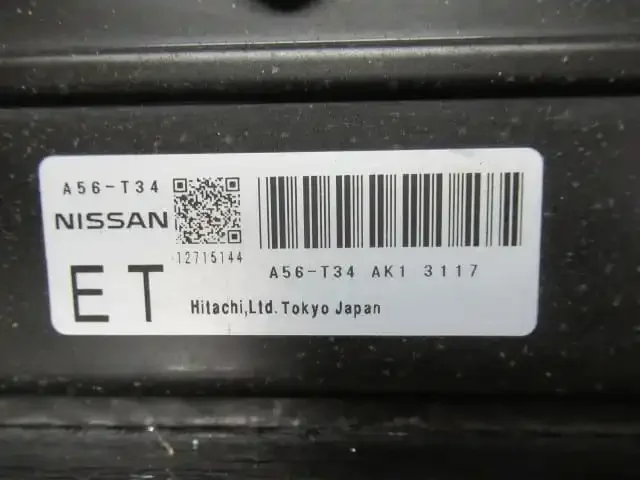 A56-T34
NISSAN
12715144
ET
A56-T34 AK1 3117
Hitachi,Ltd.Tokyo Japan